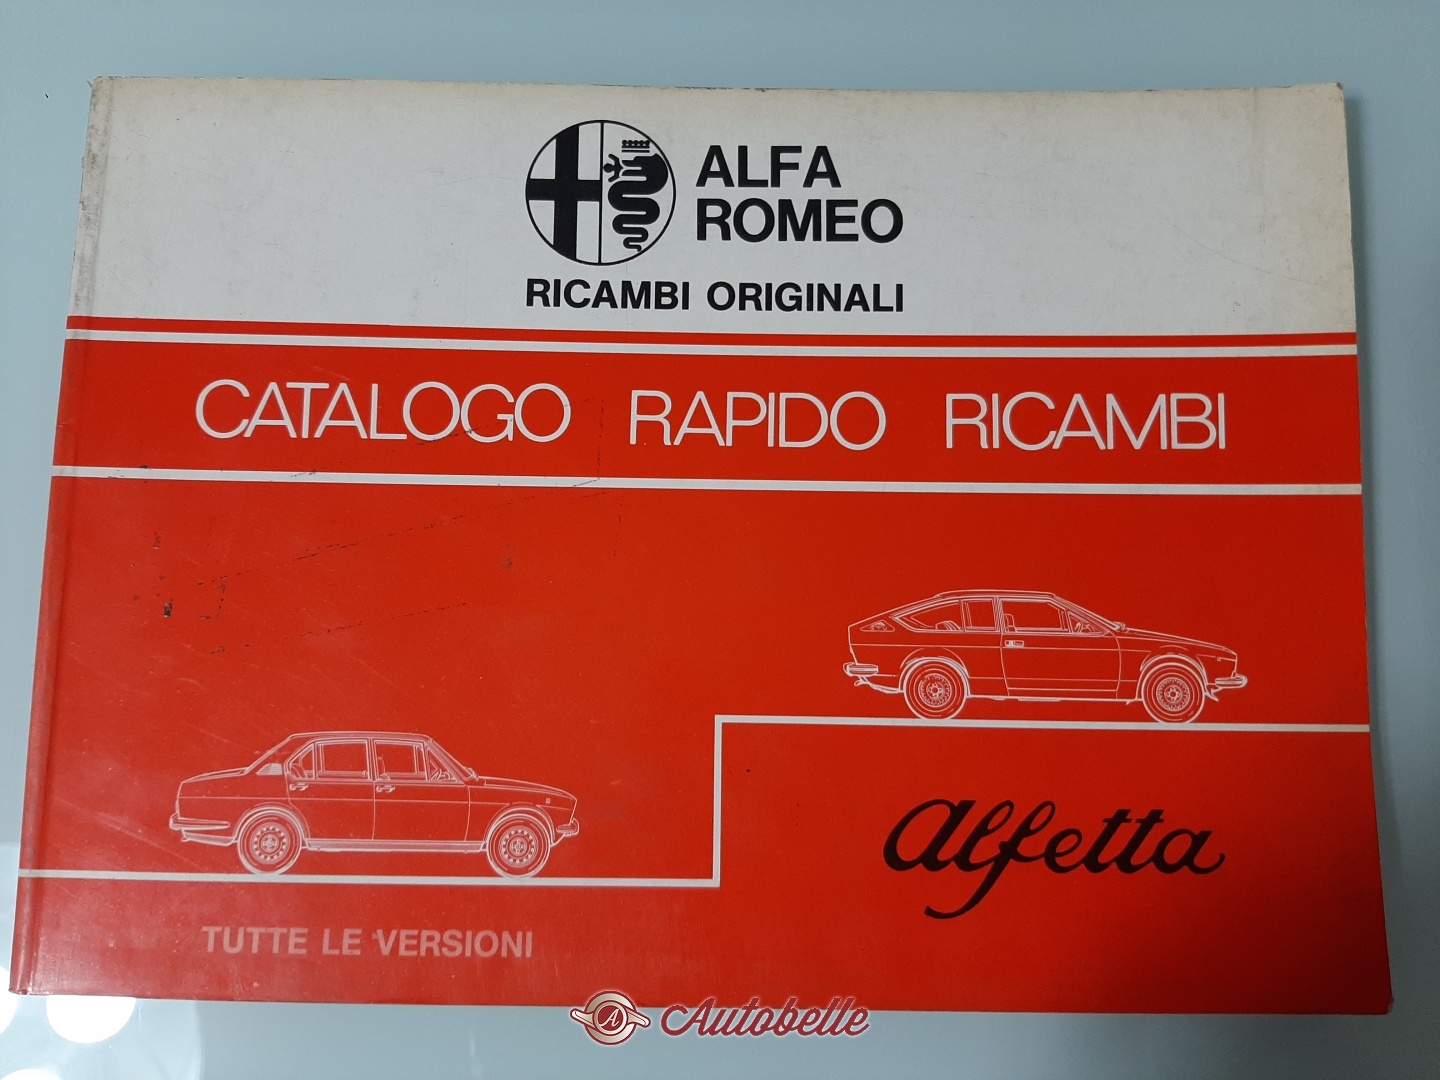 ALFA
ROMEO
RICAMBI ORIGINALI
CATALOGO RAPIDO RICAMBI
alfetta
TUTTE LE VERSIONI
A Autobelle